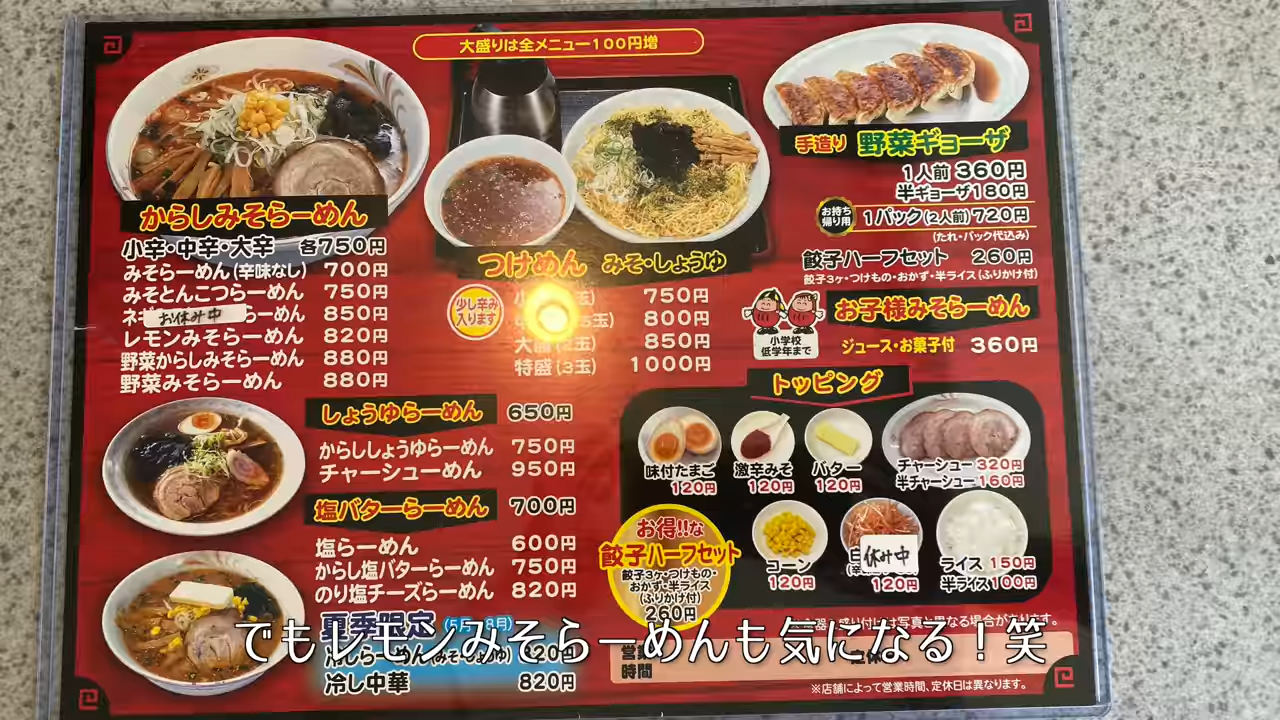 大盛りは全メニュー100円増
からしみそらーめん
小辛・中辛・大辛 各750円
みそらーめん(辛味なし) 700円
みそとんこつらーめん 750円
ネギ お休み中 らーめん 850円
レモンみそらーめん 820円
野菜からしみそらーめん 880円
野菜みそらーめん 880円
つけめん みそ・しょうゆ
少し辛み
入ります
750円
800円
大盛(2玉) 850円
特盛(3玉) 1000円
手造り 野菜ギョーザ
1人前 360円
半ギョーザ180円
お持ち
帰り用
1パック(2人前)720円
(たれ・パック代込み)
餃子ハーフセット 260円
餃子3ヶ・つけもの・おかず・半ライス(ふりかけ付)
お子様みそらーめん
小学校
低学年まで
ジュース・お菓子付 360円
しょうゆらーめん 650円
からししょうゆらーめん 750円
チャーシューめん 950円
塩バターらーめん 700円
塩らーめん 600円
からし塩バターらーめん 750円
のり塩チーズらーめん 820円
夏季限定
冷しらーめん(みそ・しょうゆ)
冷し中華 820円
トッピング
味付たまご
120円
激辛みそ
120円
バター
120円
チャーシュー 320円
半チャーシュー 160円
コーン
120円
休み中
120円
ライス 150円
半ライス100円
お得!!な
餃子ハーフセット
餃子3ヶ・つけもの・
おかず・半ライス
(ふりかけ付)
260円
でもレモンみそらーめんも気になる！笑
時間
※店舗によって営業時間、定休日は異なります。